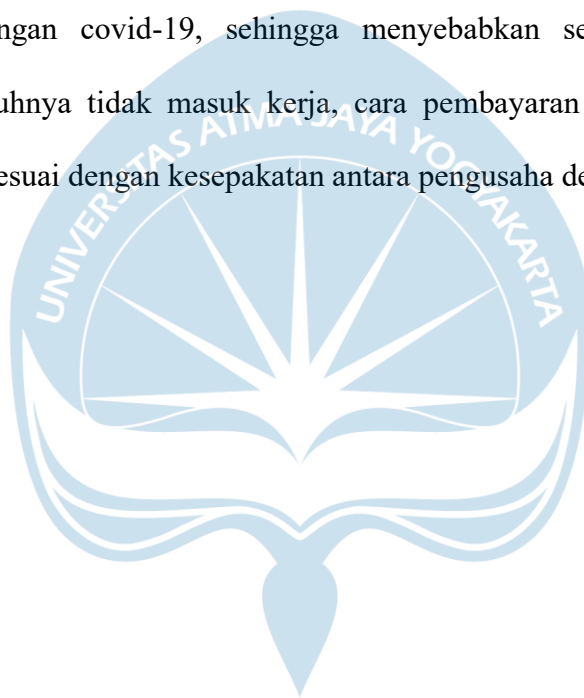 ngan covid-19, sehingga menyebabkan se
uhnya tidak masuk kerja, cara pembayaran
esuai dengan kesepakatan antara pengusaha de
UNIVERSITAS ATMA JAYA YOGYAKARTA